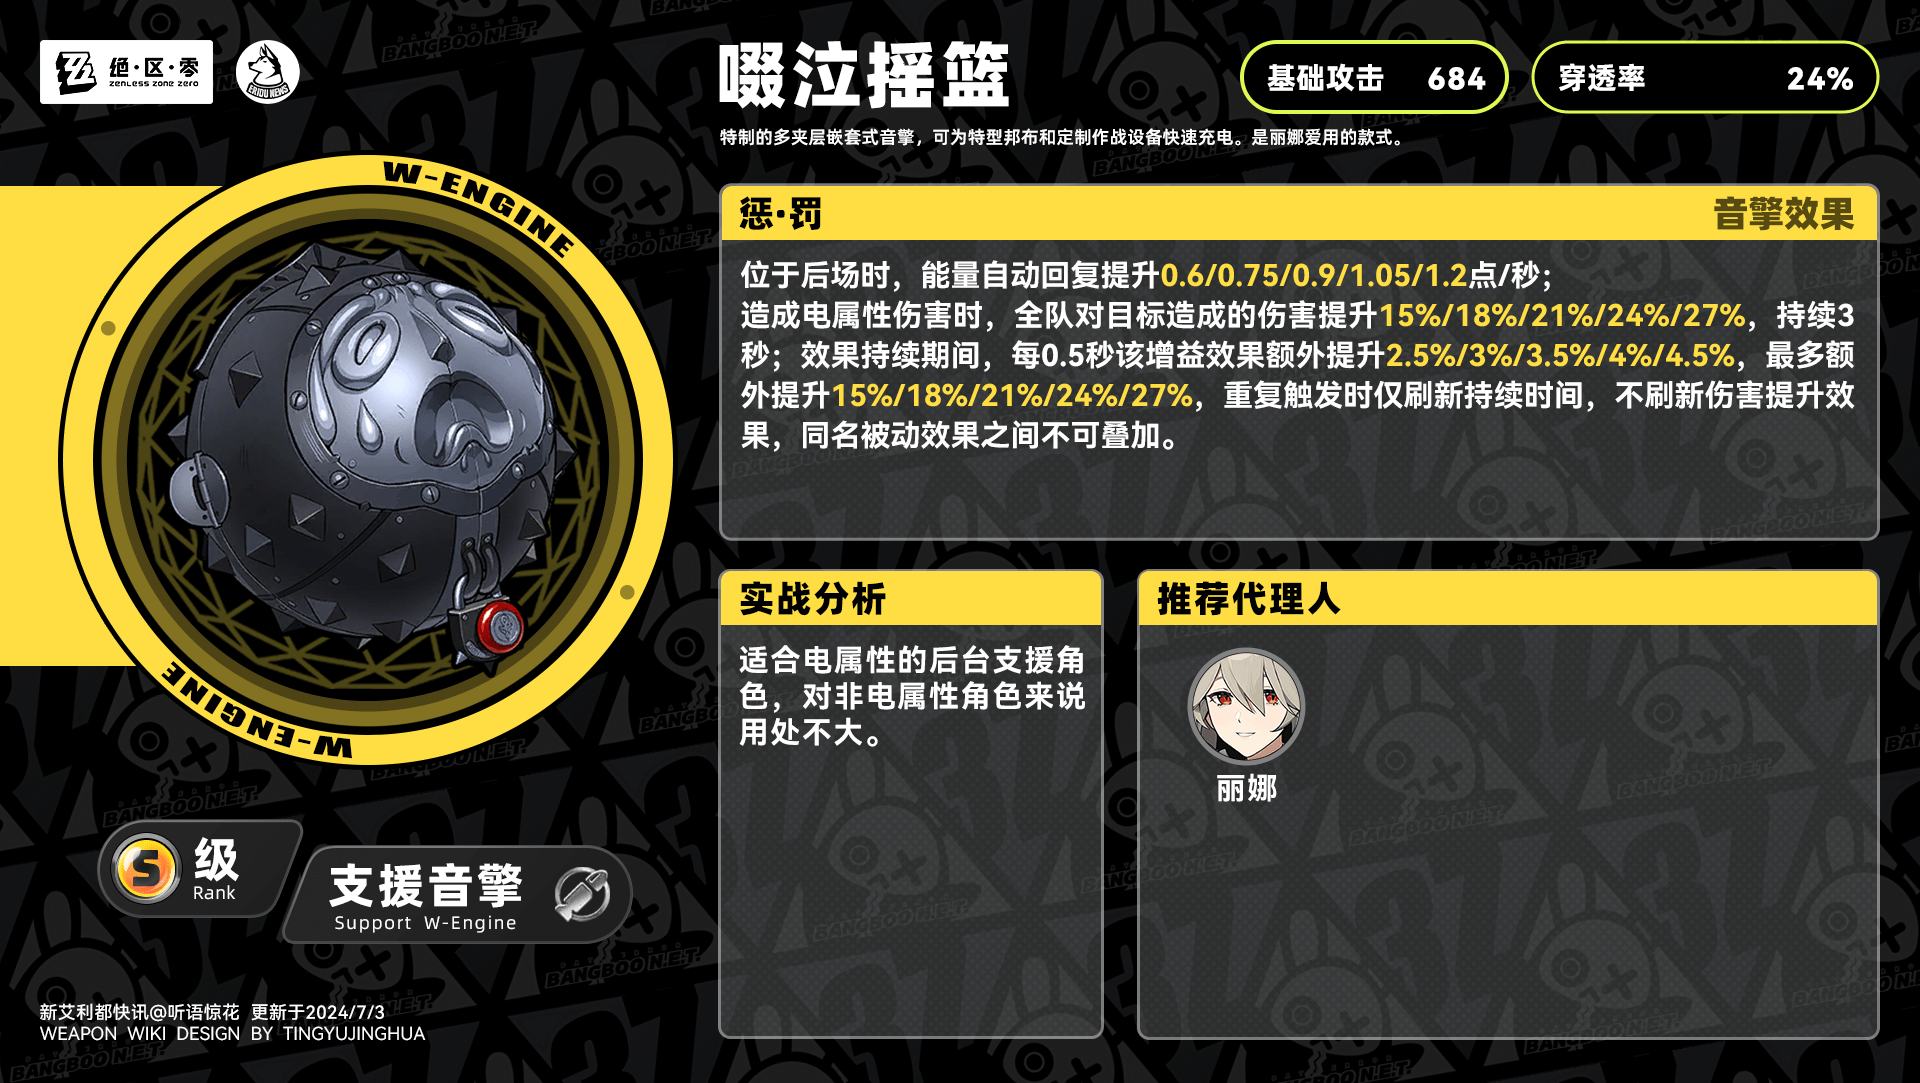 绝·区·零
ZENLESS ZONE ZERO
ERIDU NEWS
啜泣摇篮
基础攻击 684
穿透率 24%
特制的多夹层嵌套式音擎，可为特型邦布和定制作战设备快速充电。是丽娜爱用的款式。
W-ENGINE
惩·罚
音擎效果
位于后场时，能量自动回复提升0.6/0.75/0.9/1.05/1.2点/秒；
造成电属性伤害时，全队对目标造成的伤害提升15%/18%/21%/24%/27%，持续3
秒；效果持续期间，每0.5秒该增益效果额外提升2.5%/3%/3.5%/4%/4.5%，最多额
外提升15%/18%/21%/24%/27%，重复触发时仅刷新持续时间，不刷新伤害提升效
果，同名被动效果之间不可叠加。
W-ENGINE
实战分析
适合电属性的后台支援角
色，对非电属性角色来说
用处不大。
推荐代理人
丽娜
S 级
Rank
支援音擎
Support W-Engine
新艾利都快讯@听语惊花 更新于2024/7/3
WEAPON WIKI DESIGN BY TINGYUJINGHUA
BANGBOO N.E.T.